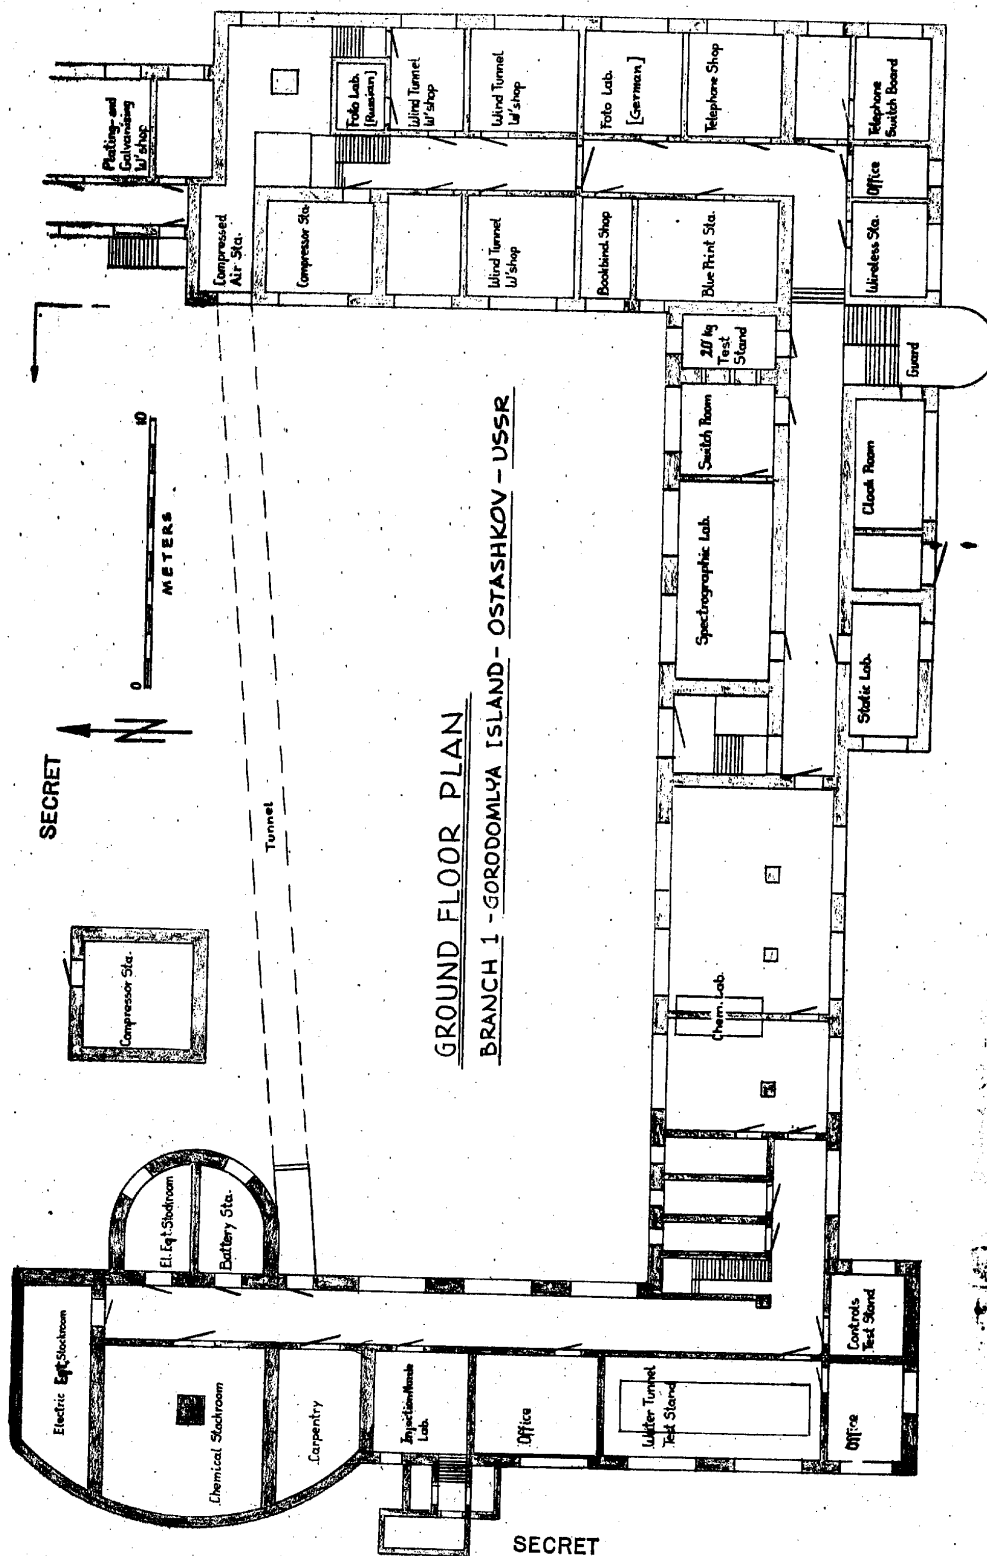 SECRET
GROUND FLOOR PLAN
BRANCH 1 - GORODOMLYA ISLAND - OSTASHKOV - USSR
0
10
METERS
N
Tunnel
Compressor Sta.
Plating- and
Galvanising
W'shop
Compressed
Air Sta.
Compressor Sta.
Foto Lab.
[Russian]
Wind Tunnel
W'shop
Wind Tunnel
W'shop
Foto Lab.
[German]
Telephone Shop
Telephone
Switch Board
Office
Wireless Sta.
Wind Tunnel
W'shop
Bookbind. Shop
Blue Print Sta.
20 kg
Test
Stand
Guard
Switch Room
Cloak Room
Spectrographic Lab.
Static Lab.
Chem. Lab.
El. Eqt. Stockroom
Battery Sta.
Electric Eqt. Stockroom
Chemical Stockroom
Carpentry
Lab.
Office
Water Tunnel
Test Stand
Controls
Test Stand
Office
SECRET